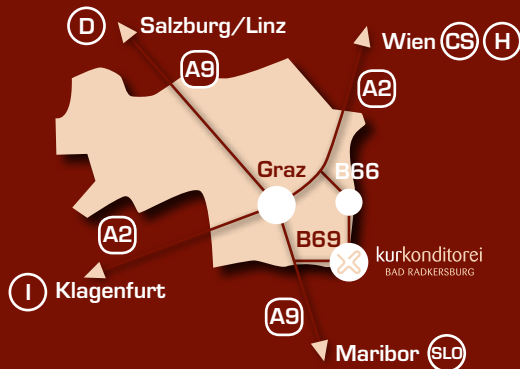 D Salzburg/Linz
Wien CS H
A9
A2
Graz
B66
A2
B69
kurkonditorei
BAD RADKERSBURG
I Klagenfurt
A9
Maribor SLO